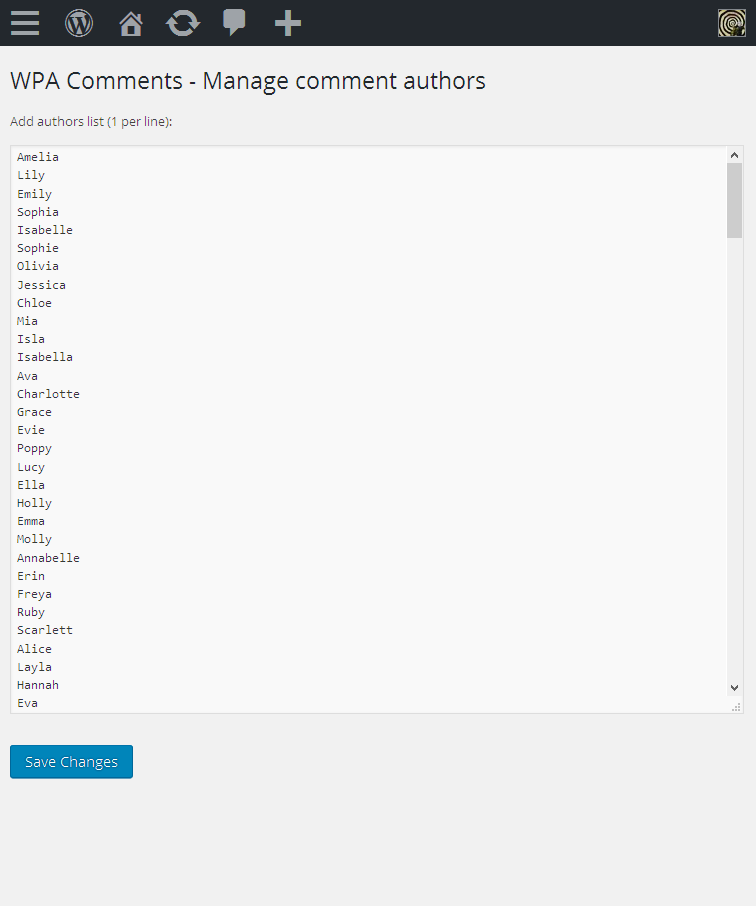 WPA Comments - Manage comment authors
Add authors list (1 per line):
Amelia
Lily
Emily
Sophia
Isabelle
Sophie
Olivia
Jessica
Chloe
Mia
Isla
Isabella
Ava
Charlotte
Grace
Evie
Poppy
Lucy
Ella
Holly
Emma
Molly
Annabelle
Erin
Freya
Ruby
Scarlett
Alice
Layla
Hannah
Eva
Save Changes